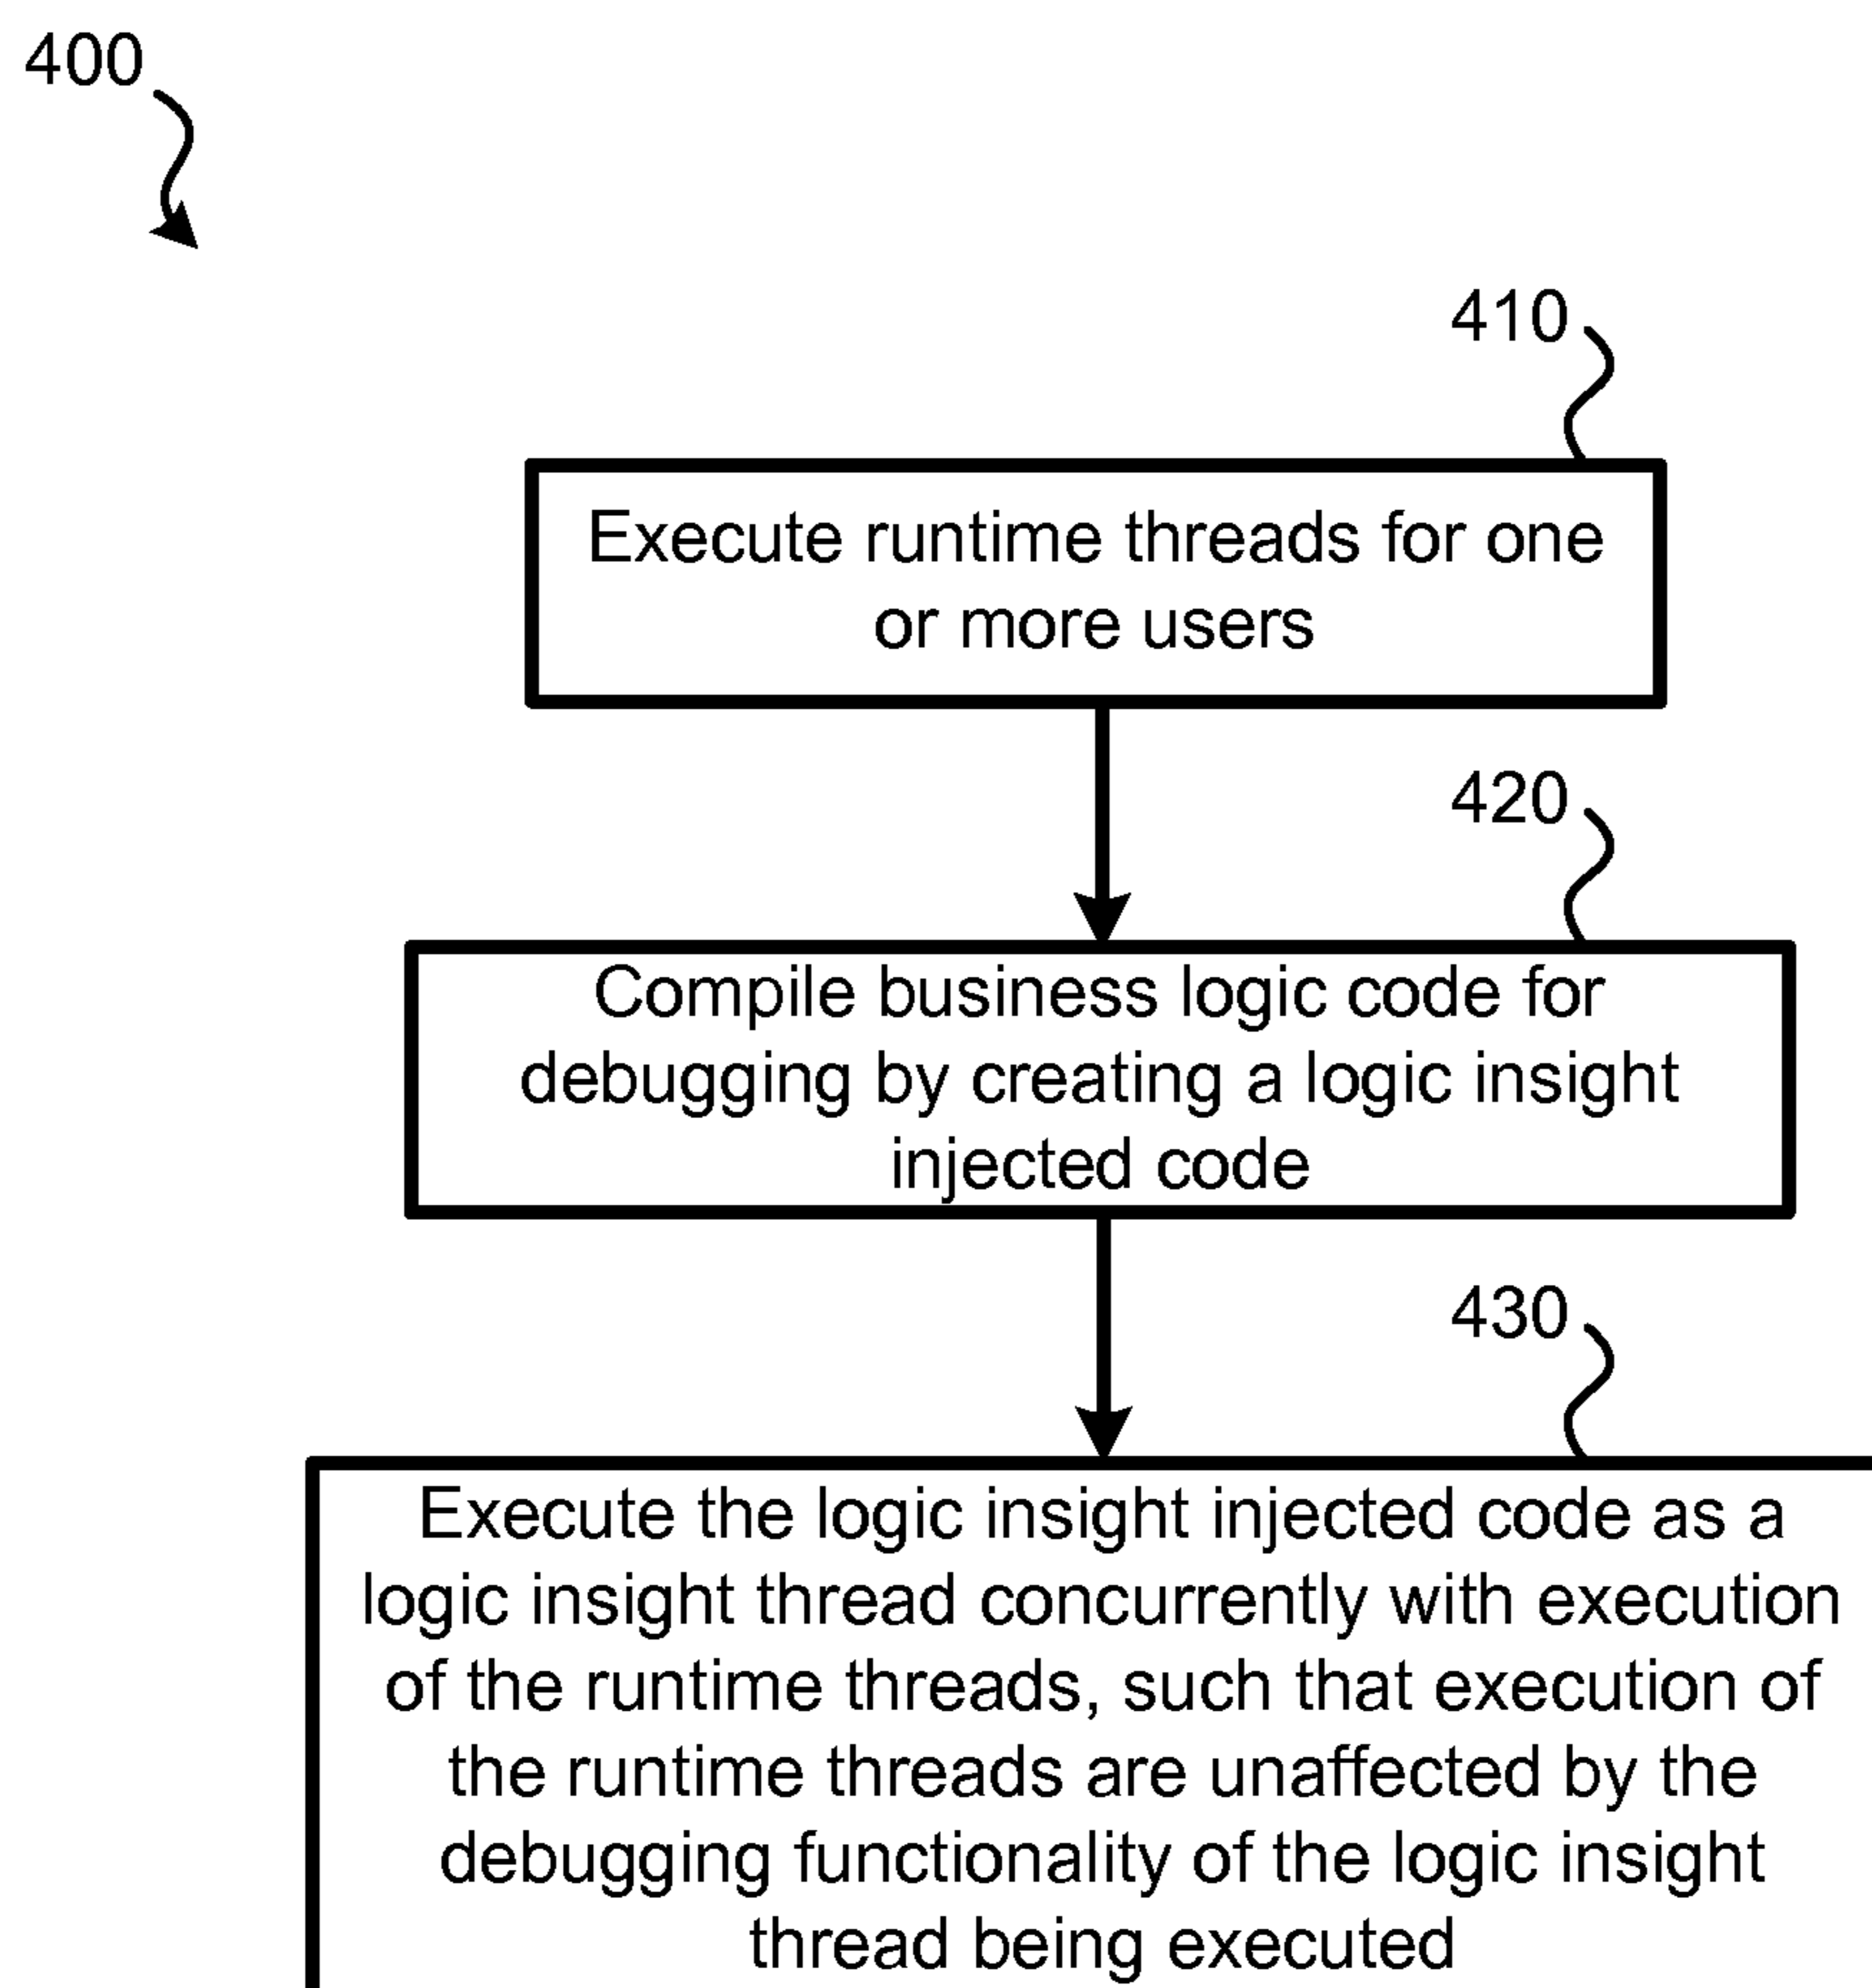 400
410
Execute runtime threads for one
or more users
420
Compile business logic code for
debugging by creating a logic insight
injected code
430
Execute the logic insight injected code as a
logic insight thread concurrently with execution
of the runtime threads, such that execution of
the runtime threads are unaffected by the
debugging functionality of the logic insight
thread being executed